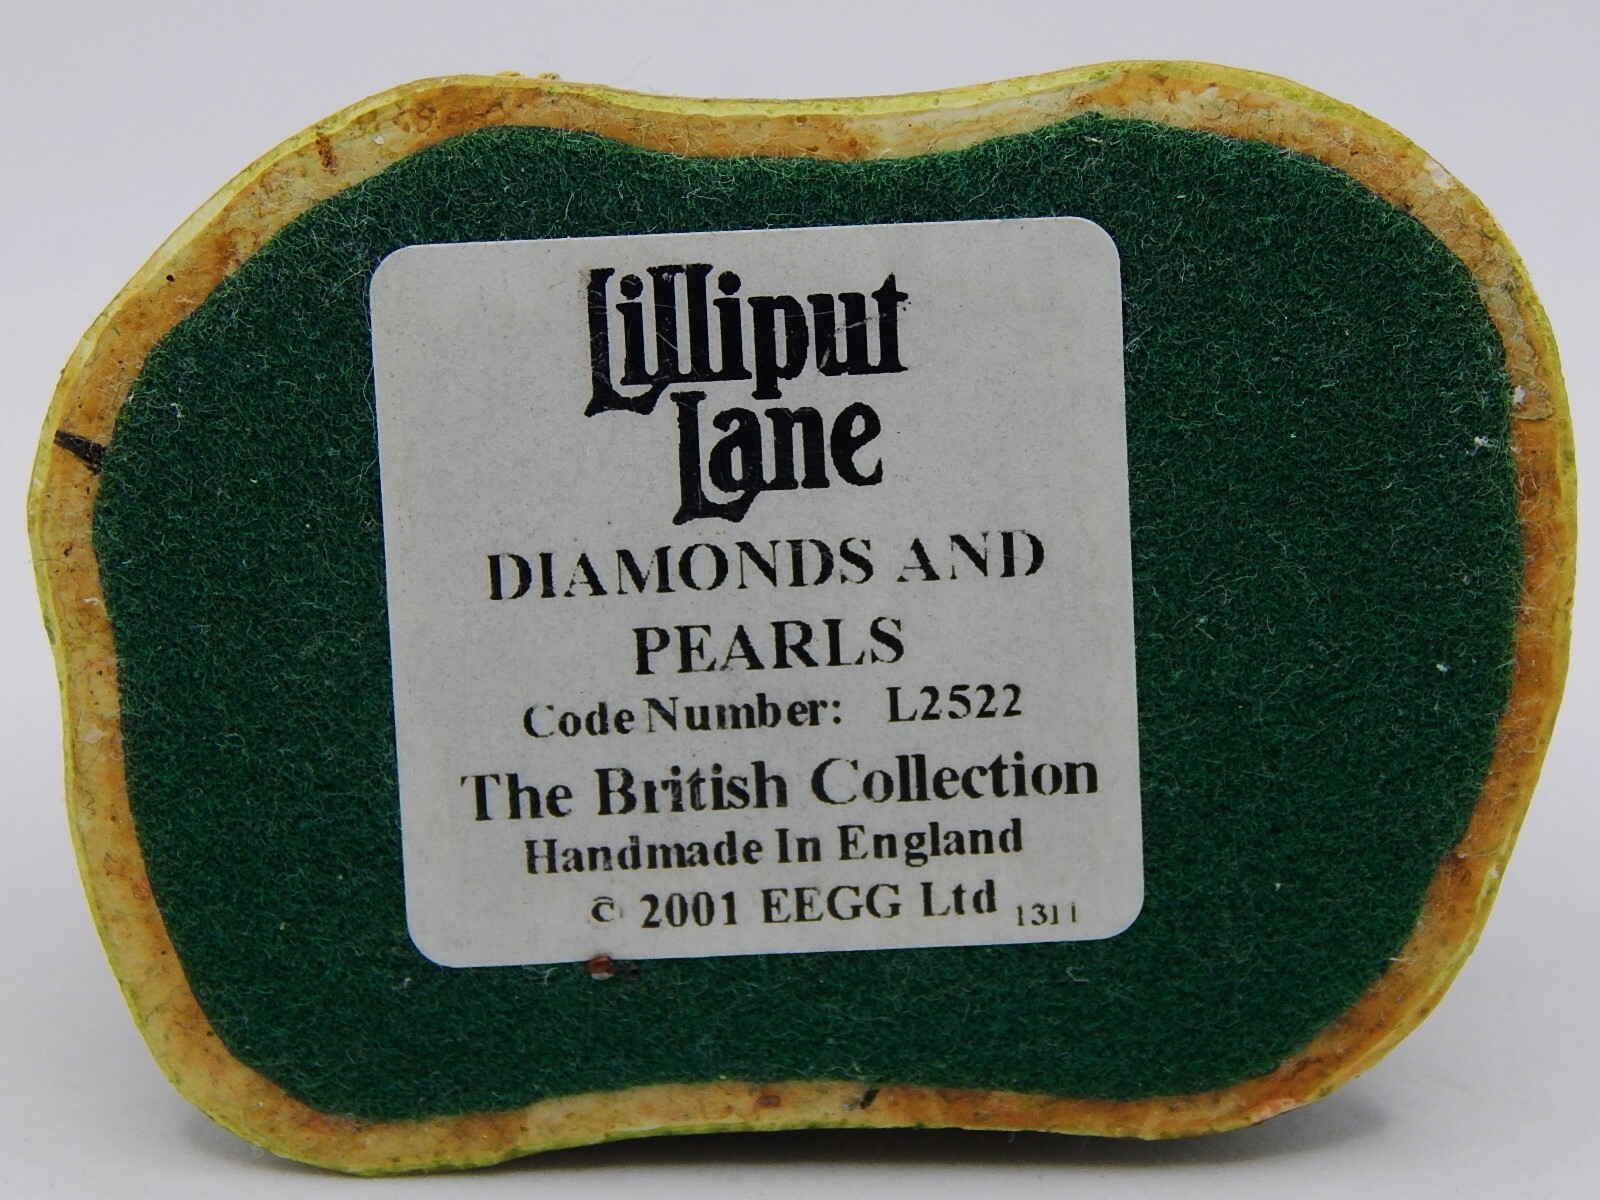 Lilliput
Lane
DIAMONDS AND
PEARLS
Code Number: L2522
The British Collection
Handmade In England
© 2001 EEGG Ltd 1311